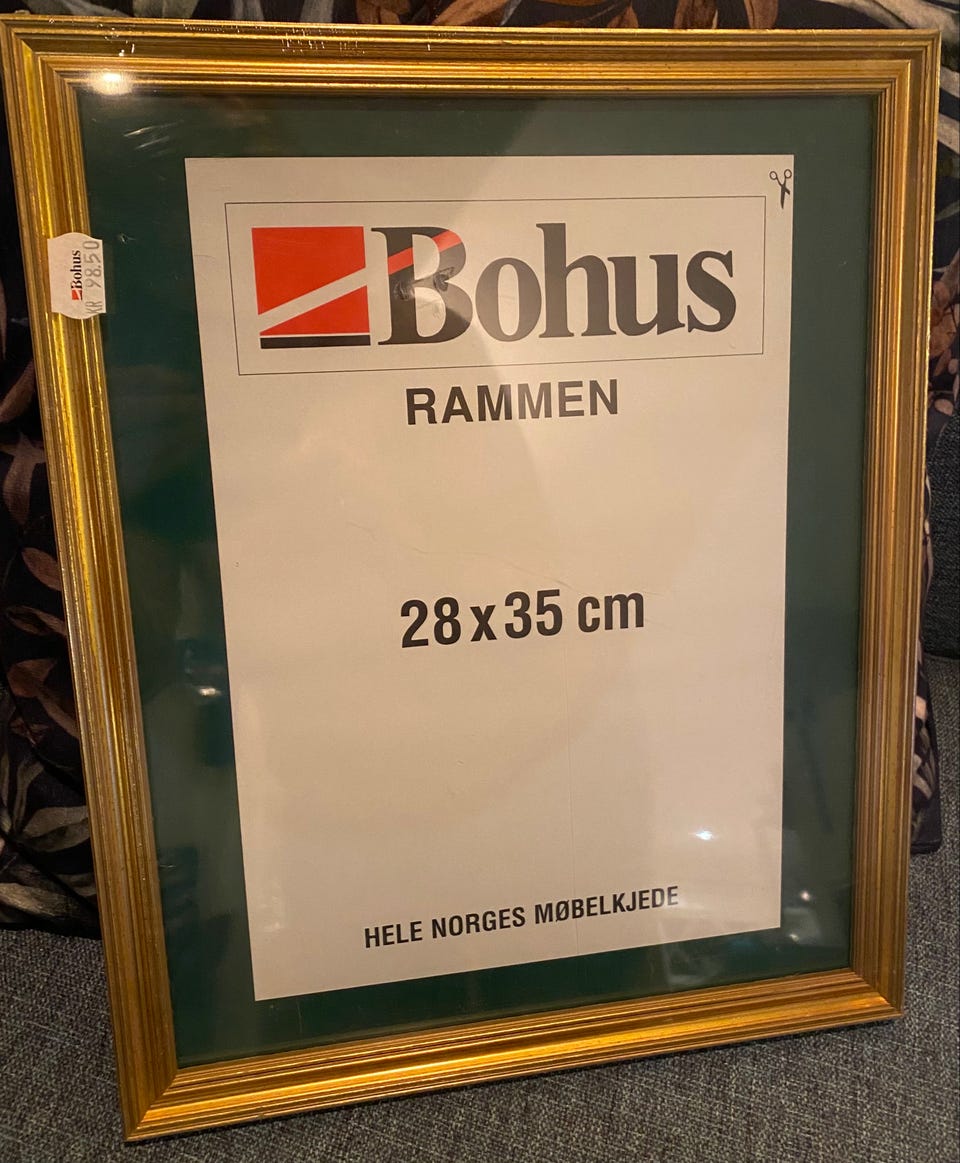 Bohus
RAMMEN
28 x 35 cm
HELE NORGES MØBELKJEDE
Bohus
KR 98.50